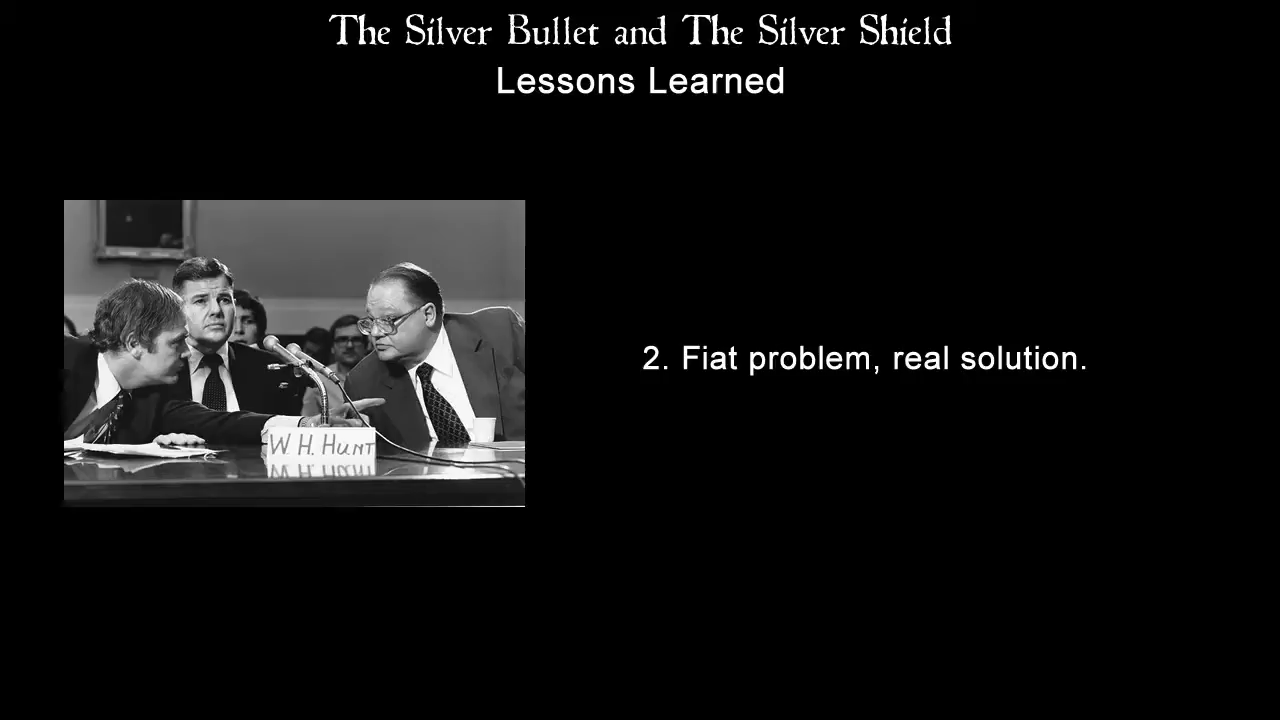 The Silver Bullet and The Silver Shield
Lessons Learned
2. Fiat problem, real solution.
W. H. HUNT